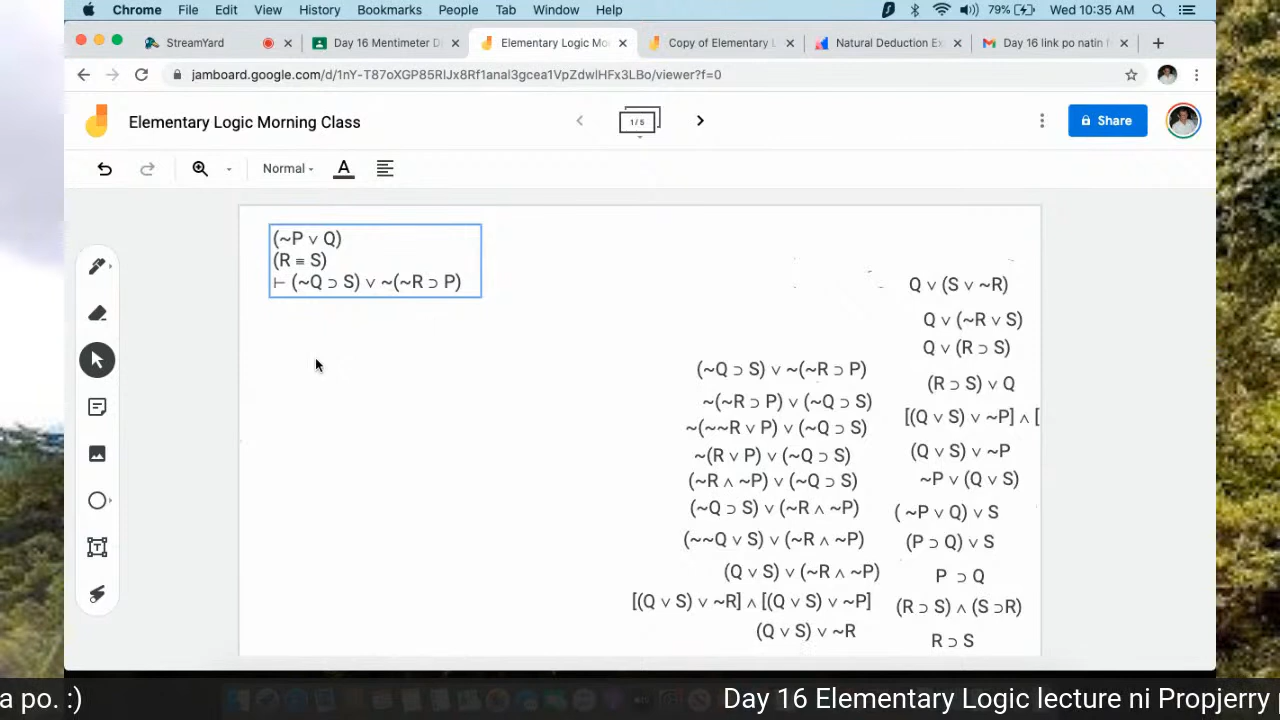 Chrome File Edit View History Bookmarks People Tab Window Help 79% Wed 10:35 AM
StreamYard Day 16 Mentimeter D Elementary Logic Mo Copy of Elementary L Natural Deduction Ex Day 16 link po natin f
jamboard.google.com/d/1nY-T87oXGP85RlJx8Rf1anal3gcea1VpZdwlHFx3LBo/viewer?f=0
Elementary Logic Morning Class 1/5 Share
Normal A
(~P ∨ Q)
(R ≡ S)
⊢ (~Q ⊃ S) ∨ ~(~R ⊃ P)
(~Q ⊃ S) ∨ ~(~R ⊃ P)
~(~R ⊃ P) ∨ (~Q ⊃ S)
~(~~R ∨ P) ∨ (~Q ⊃ S)
~(R ∨ P) ∨ (~Q ⊃ S)
(~R ∧ ~P) ∨ (~Q ⊃ S)
(~Q ⊃ S) ∨ (~R ∧ ~P)
(~~Q ∨ S) ∨ (~R ∧ ~P)
(Q ∨ S) ∨ (~R ∧ ~P)
[(Q ∨ S) ∨ ~R] ∧ [(Q ∨ S) ∨ ~P]
(Q ∨ S) ∨ ~R
Q ∨ (S ∨ ~R)
Q ∨ (~R ∨ S)
Q ∨ (R ⊃ S)
(R ⊃ S) ∨ Q
[(Q ∨ S) ∨ ~P] ∧ [
(Q ∨ S) ∨ ~P
~P ∨ (Q ∨ S)
( ~P ∨ Q) ∨ S
(P ⊃ Q) ∨ S
P ⊃ Q
(R ⊃ S) ∧ (S ⊃R)
R ⊃ S
a po. :) Day 16 Elementary Logic lecture ni Propjerry